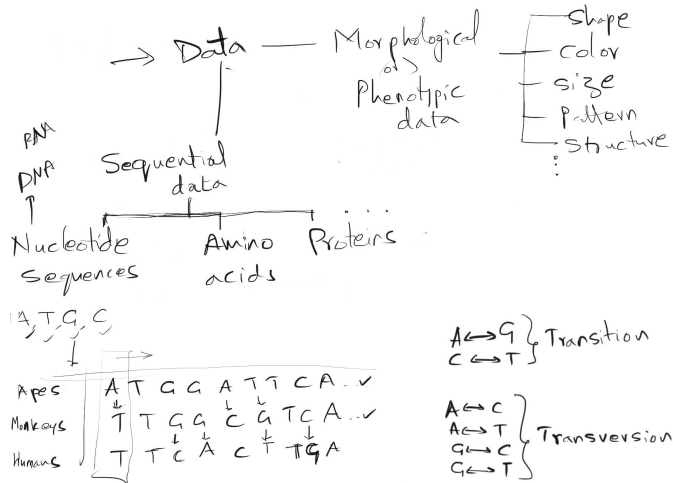 → Data — Morphological
or
Phenotypic
data
shape
color
size
Pattern
Structure
RNA
DNA
Sequential
data
Nucleotide
Sequences
Amino
acids
Proteins
...
A, T, G, C
Apes A T G G A T T C A...✓
Monkeys T T G G C G T C A...✓
Humans T T C A C T T G A
A↔G
C↔T
Transition
A↔C
A↔T
G↔C
G↔T
Transversion